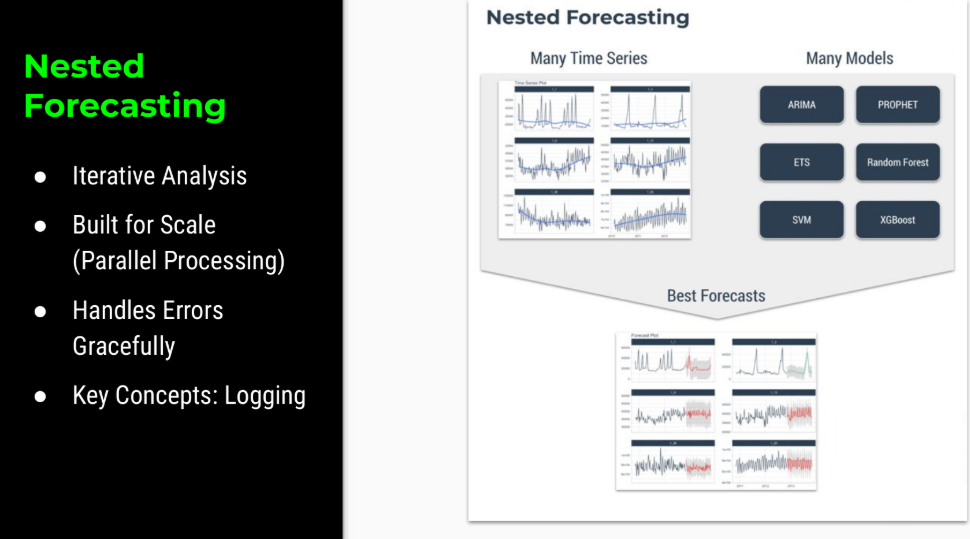 Nested
Forecasting
● Iterative Analysis
● Built for Scale
(Parallel Processing)
● Handles Errors
Gracefully
● Key Concepts: Logging
Nested Forecasting
Many Time Series
Many Models
Time Series Plot
ARIMA
PROPHET
ETS
Random Forest
SVM
XGBoost
Best Forecasts
Forecast Plot